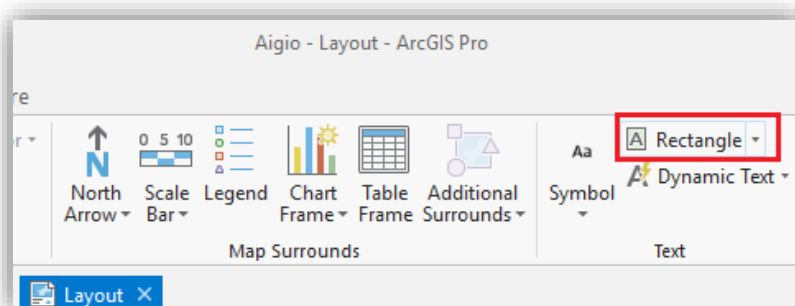 Aigio - Layout - ArcGIS Pro
re
r
0 5 10
N
Aa
A Rectangle
A Dynamic Text
North Arrow
Scale Bar
Legend
Chart Frame
Table Frame
Additional Surrounds
Symbol
Map Surrounds
Text
Layout